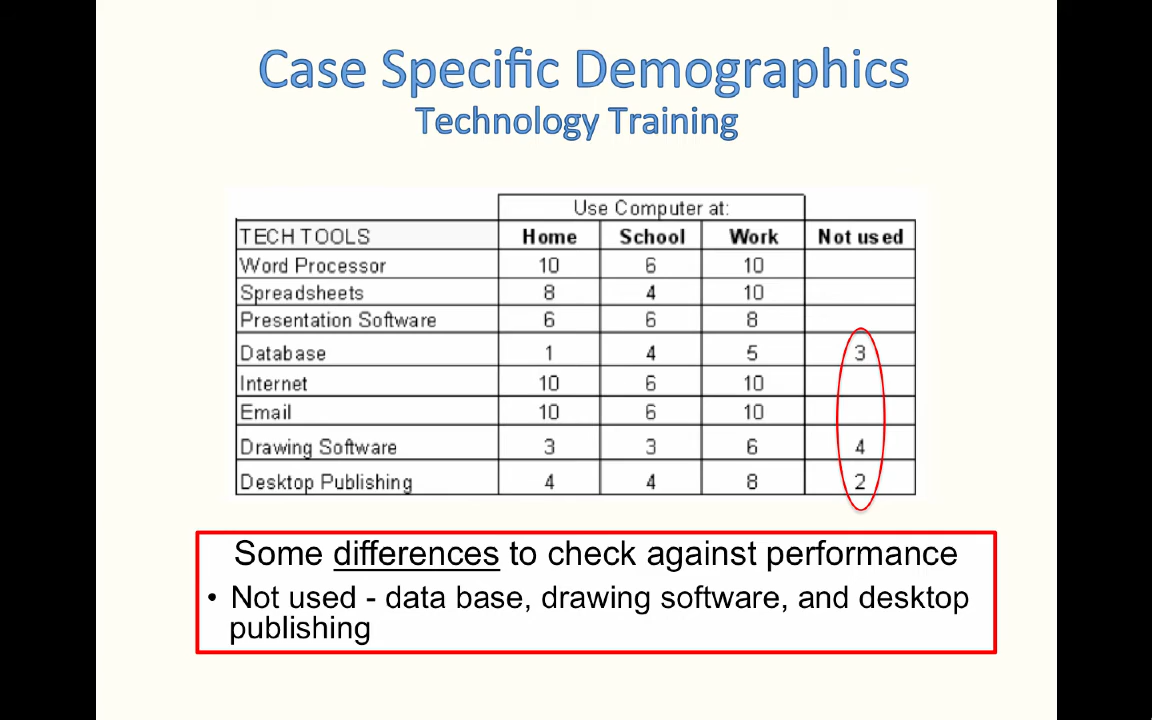 Case Specific Demographics
Technology Training
Use Computer at:
TECH TOOLS Home School Work Not used
Word Processor 10 6 10
Spreadsheets 8 4 10
Presentation Software 6 6 8
Database 1 4 5 3
Internet 10 6 10
Email 10 6 10
Drawing Software 3 3 6 4
Desktop Publishing 4 4 8 2
Some differences to check against performance
• Not used - data base, drawing software, and desktop
publishing